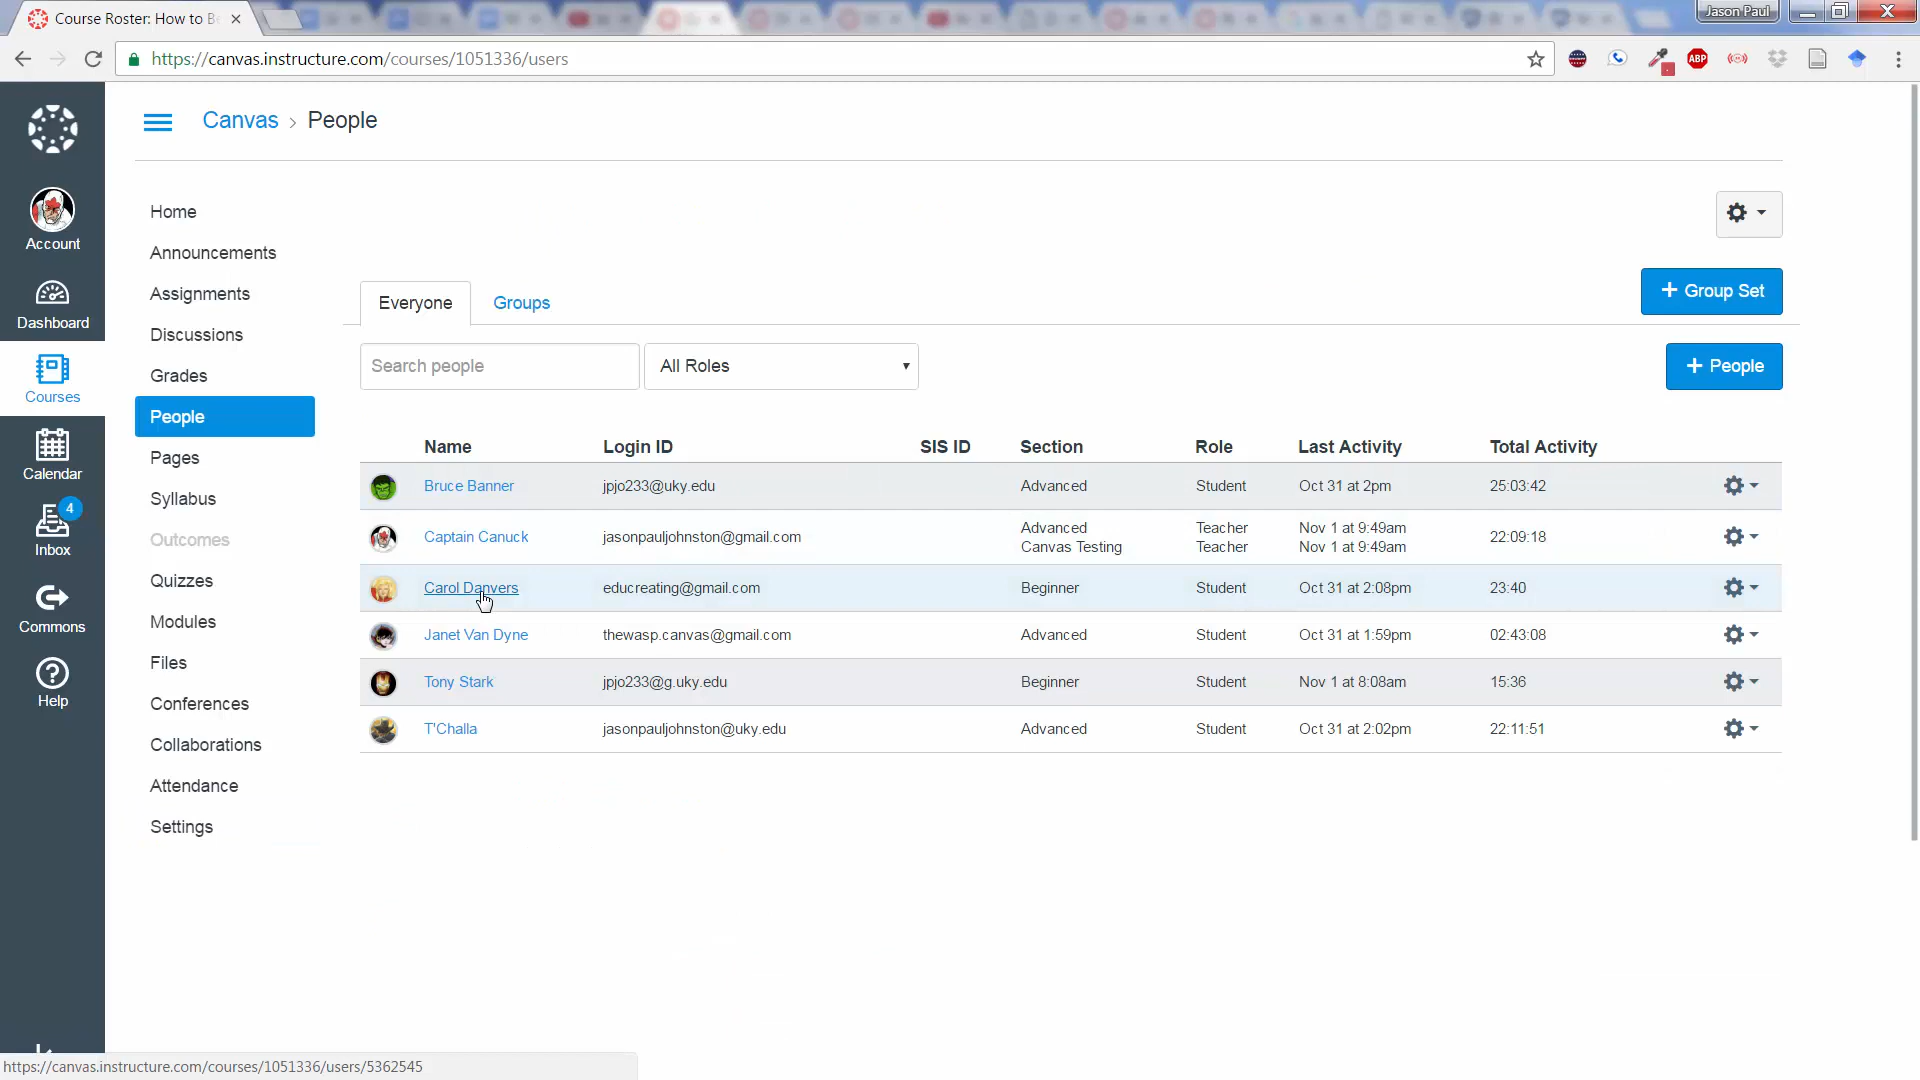 Course Roster: How to Be
Jason Paul
https://canvas.instructure.com/courses/1051336/users
ABP
Canvas > People
Account
Dashboard
Courses
Calendar
4
Inbox
Commons
Help
Home
Announcements
Assignments
Discussions
Grades
People
Pages
Syllabus
Outcomes
Quizzes
Modules
Files
Conferences
Collaborations
Attendance
Settings
Everyone Groups
+ Group Set
Search people All Roles
+ People
Name Login ID SIS ID Section Role Last Activity Total Activity
Bruce Banner jpjo233@uky.edu Advanced Student Oct 31 at 2pm 25:03:42
Captain Canuck jasonpauljohnston@gmail.com Advanced Teacher Nov 1 at 9:49am 22:09:18
Canvas Testing Teacher Nov 1 at 9:49am
Carol Danvers educreating@gmail.com Beginner Student Oct 31 at 2:08pm 23:40
Janet Van Dyne thewasp.canvas@gmail.com Advanced Student Oct 31 at 1:59pm 02:43:08
Tony Stark jpjo233@g.uky.edu Beginner Student Nov 1 at 8:08am 15:36
T'Challa jasonpauljohnston@uky.edu Advanced Student Oct 31 at 2:02pm 22:11:51
https://canvas.instructure.com/courses/1051336/users/5362545